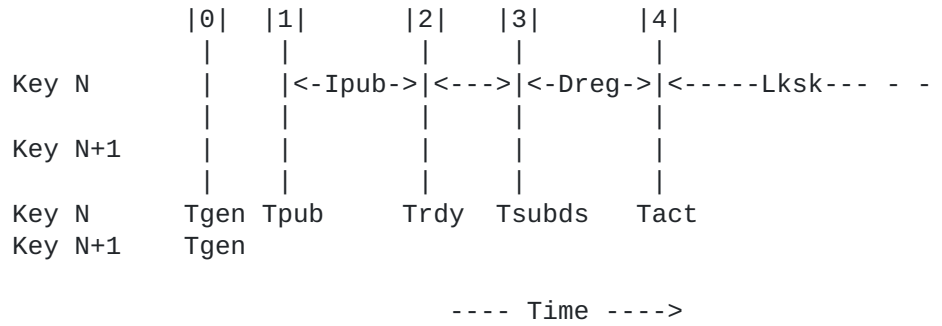 |0| |1| |2| |3| |4|
| | | | |
Key N | |<-Ipub->|<--->|<-Dreg->|<-----Lksk--- - -
| | | | |
Key N+1 | | | | |
| | | | |
Key N Tgen Tpub Trdy Tsubds Tact
Key N+1 Tgen
---- Time ---->